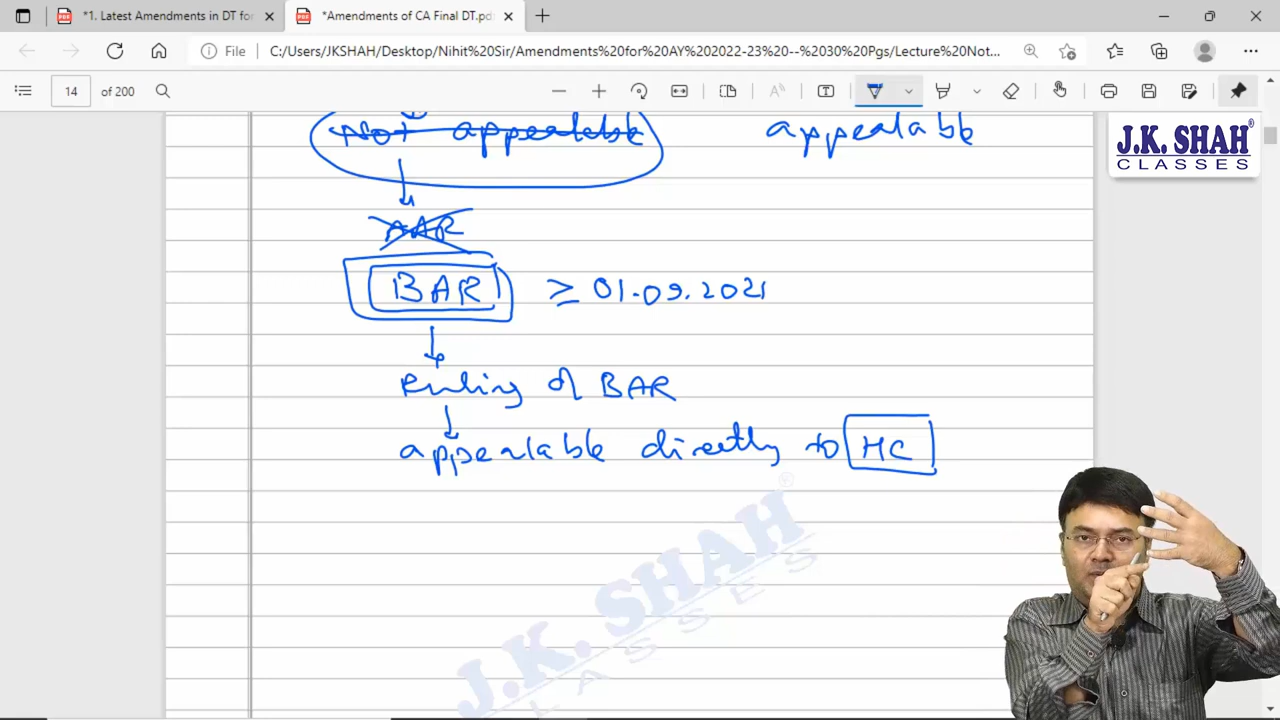 *1. Latest Amendments in DT for
*Amendments of CA Final DT.pd
File C:/Users/JKSHAH/Desktop/Nihit%20Sir/Amendments%20for%20AY%202022-23%20--%2030%20Pgs/Lecture%20Not...
14 of 200
Not appealable appealable
J.K. SHAH®
CLASSES
AAR
BAR ≥ 01.09.2021
Ruling of BAR
appealable directly to HC
J.K. SHAH®
CLASSES